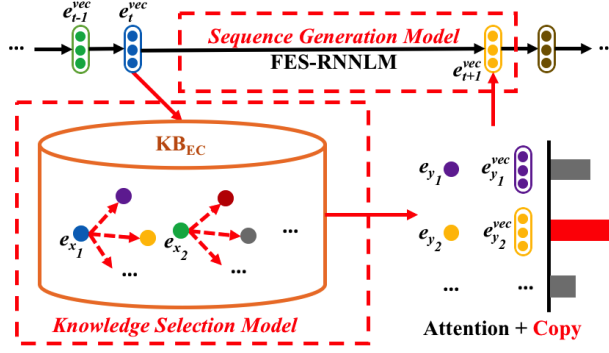 e_{t-1}^{vec} e_t^{vec}
... ...
Sequence Generation Model
FES-RNNLM
e_{t+1}^{vec}
KB_{EC}
e_{x_1} e_{x_2} ...
... ...
Knowledge Selection Model
e_{y_1} e_{y_1}^{vec}
e_{y_2} e_{y_2}^{vec}
... ...
Attention + Copy